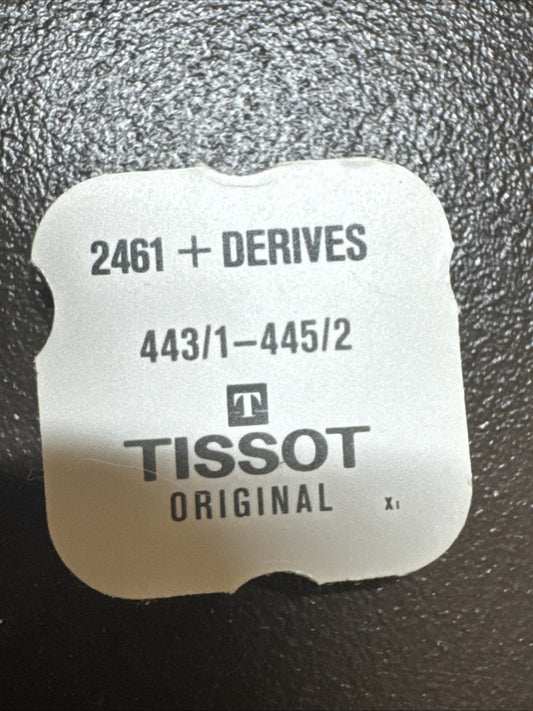 2461 + DERIVES
443/1–445/2
T
TISSOT
ORIGINAL X1